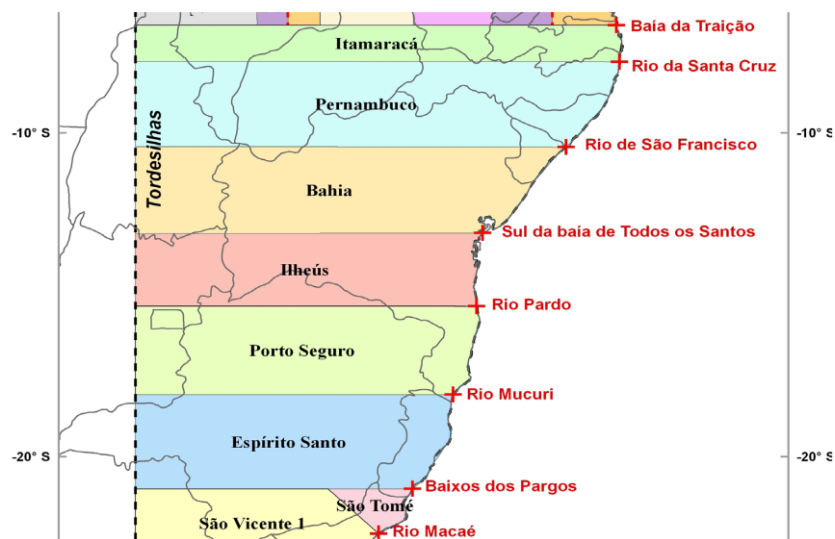 Baía da Traição
Itamaracá
Rio da Santa Cruz
Pernambuco
-10° S
-10° S
Rio de São Francisco
Tordesilhas
Bahia
Sul da baía de Todos os Santos
Ilheús
Rio Pardo
Porto Seguro
Rio Mucuri
Espírito Santo
-20° S
-20° S
Baixos dos Pargos
São Tomé
São Vicente 1
Rio Macaé